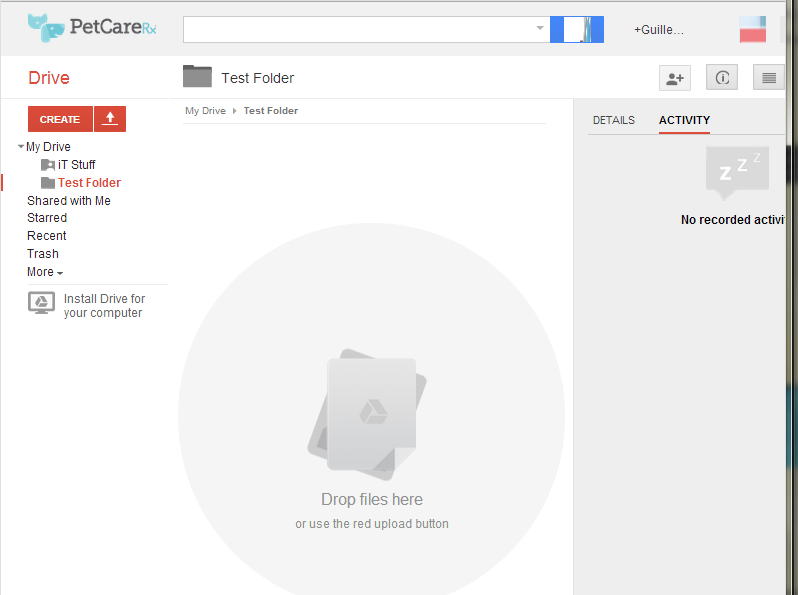 PetCareRx
+Guille...
Drive
Test Folder
My Drive Test Folder
CREATE
My Drive
iT Stuff
Test Folder
Shared with Me
Starred
Recent
Trash
More
Install Drive for
your computer
DETAILS ACTIVITY
z z z
No recorded activi
Drop files here
or use the red upload button